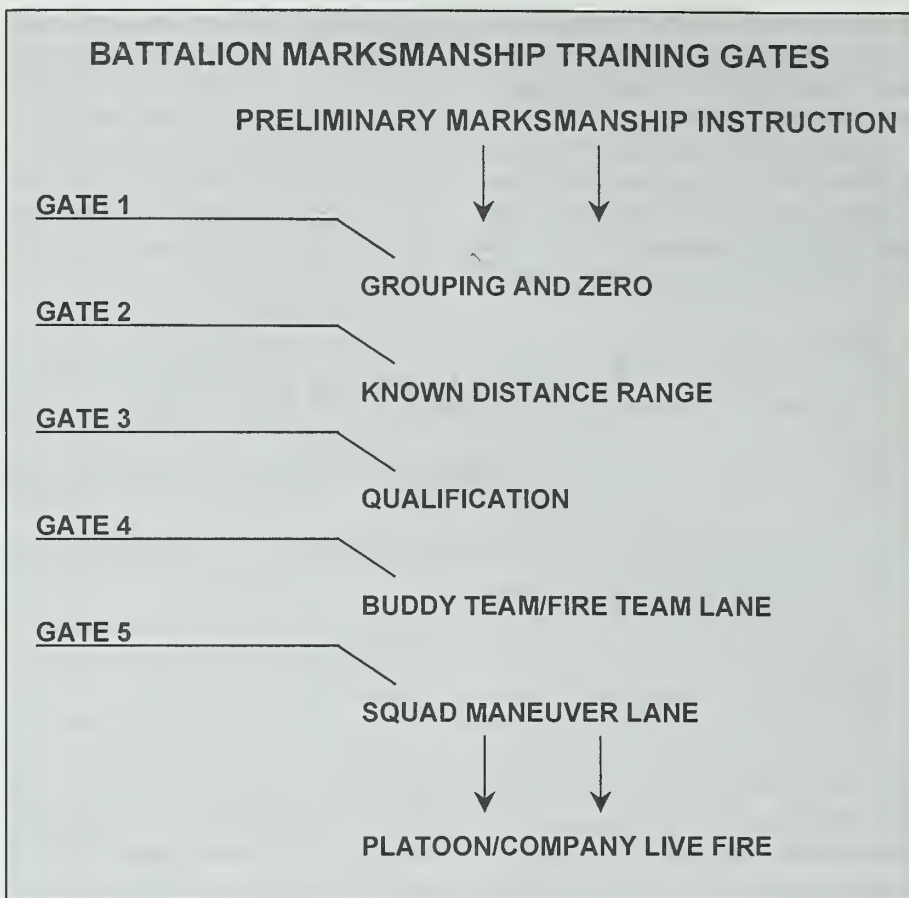 BATTALION MARKSMANSHIP TRAINING GATES
PRELIMINARY MARKSMANSHIP INSTRUCTION
GATE 1
GROUPING AND ZERO
GATE 2
KNOWN DISTANCE RANGE
GATE 3
QUALIFICATION
GATE 4
BUDDY TEAM/FIRE TEAM LANE
GATE 5
SQUAD MANEUVER LANE
PLATOON/COMPANY LIVE FIRE